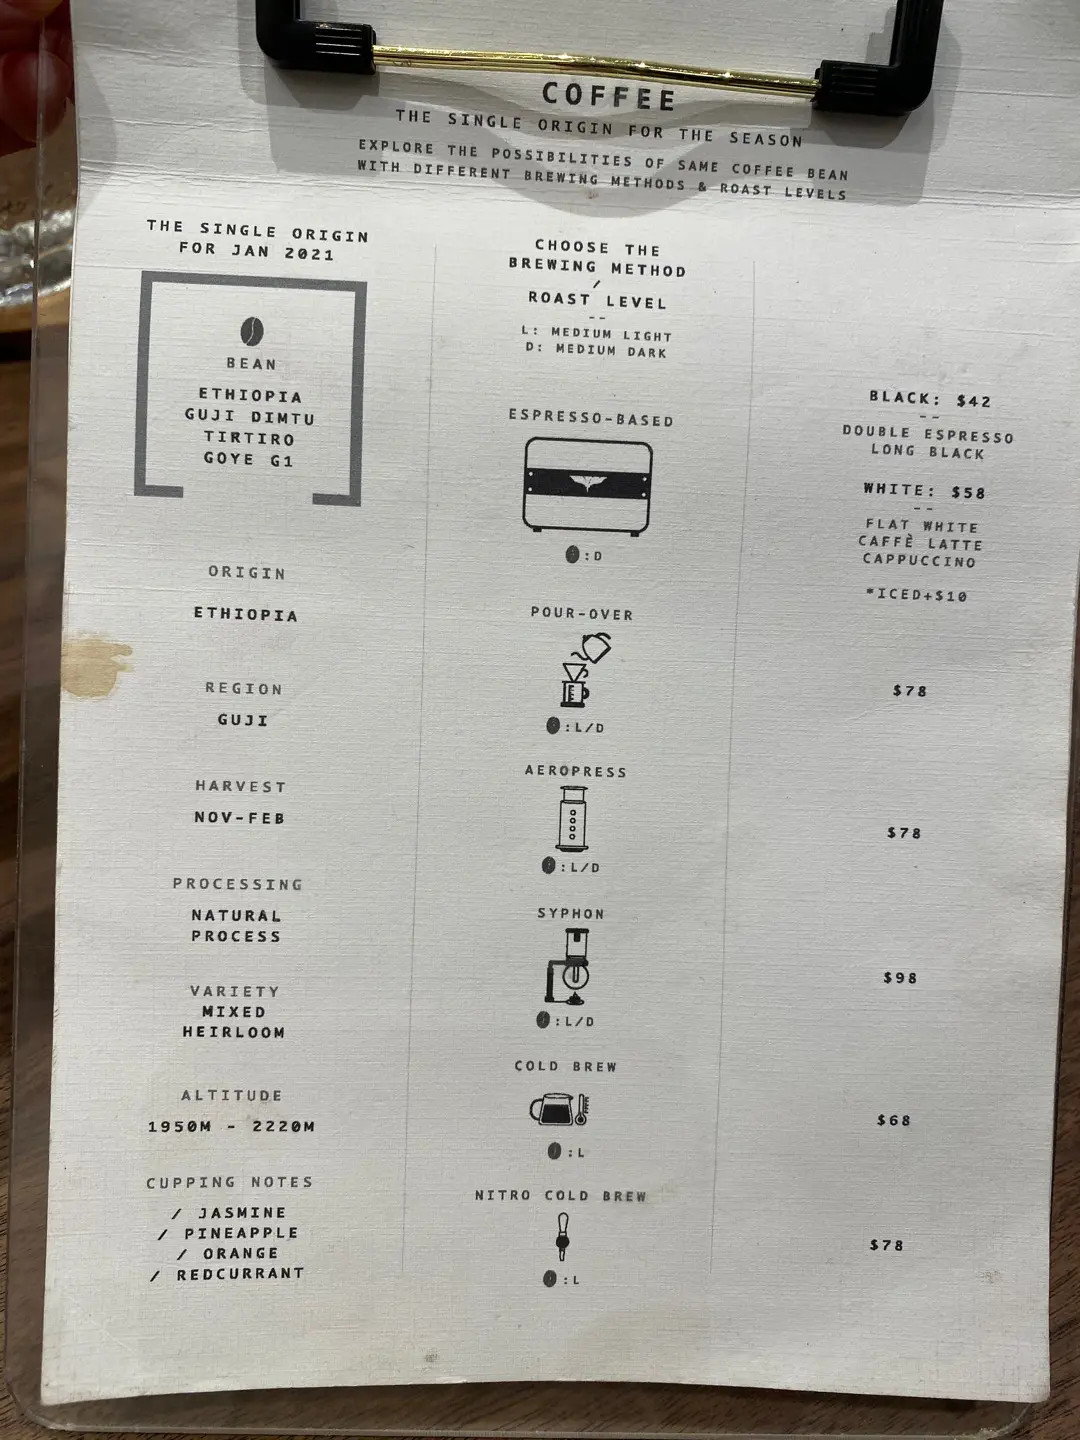 COFFEE
THE SINGLE ORIGIN FOR THE SEASON
EXPLORE THE POSSIBILITIES OF SAME COFFEE BEAN
WITH DIFFERENT BREWING METHODS & ROAST LEVELS
THE SINGLE ORIGIN
FOR JAN 2021
BEAN
ETHIOPIA
GUJI DIMTU
TIRTIRO
GOYE G1
ORIGIN
ETHIOPIA
REGION
GUJI
HARVEST
NOV-FEB
PROCESSING
NATURAL
PROCESS
VARIETY
MIXED
HEIRLOOM
ALTITUDE
1950M - 2220M
CUPPING NOTES
/ JASMINE
/ PINEAPPLE
/ ORANGE
/ REDCURRANT
CHOOSE THE
BREWING METHOD
/
ROAST LEVEL
--
L: MEDIUM LIGHT
D: MEDIUM DARK
ESPRESSO-BASED
:D
BLACK: $42
--
DOUBLE ESPRESSO
LONG BLACK
WHITE: $58
--
FLAT WHITE
CAFFÈ LATTE
CAPPUCCINO
*ICED+$10
POUR-OVER
:L/D
$78
AEROPRESS
:L/D
$78
SYPHON
:L/D
$98
COLD BREW
:L
$68
NITRO COLD BREW
:L
$78